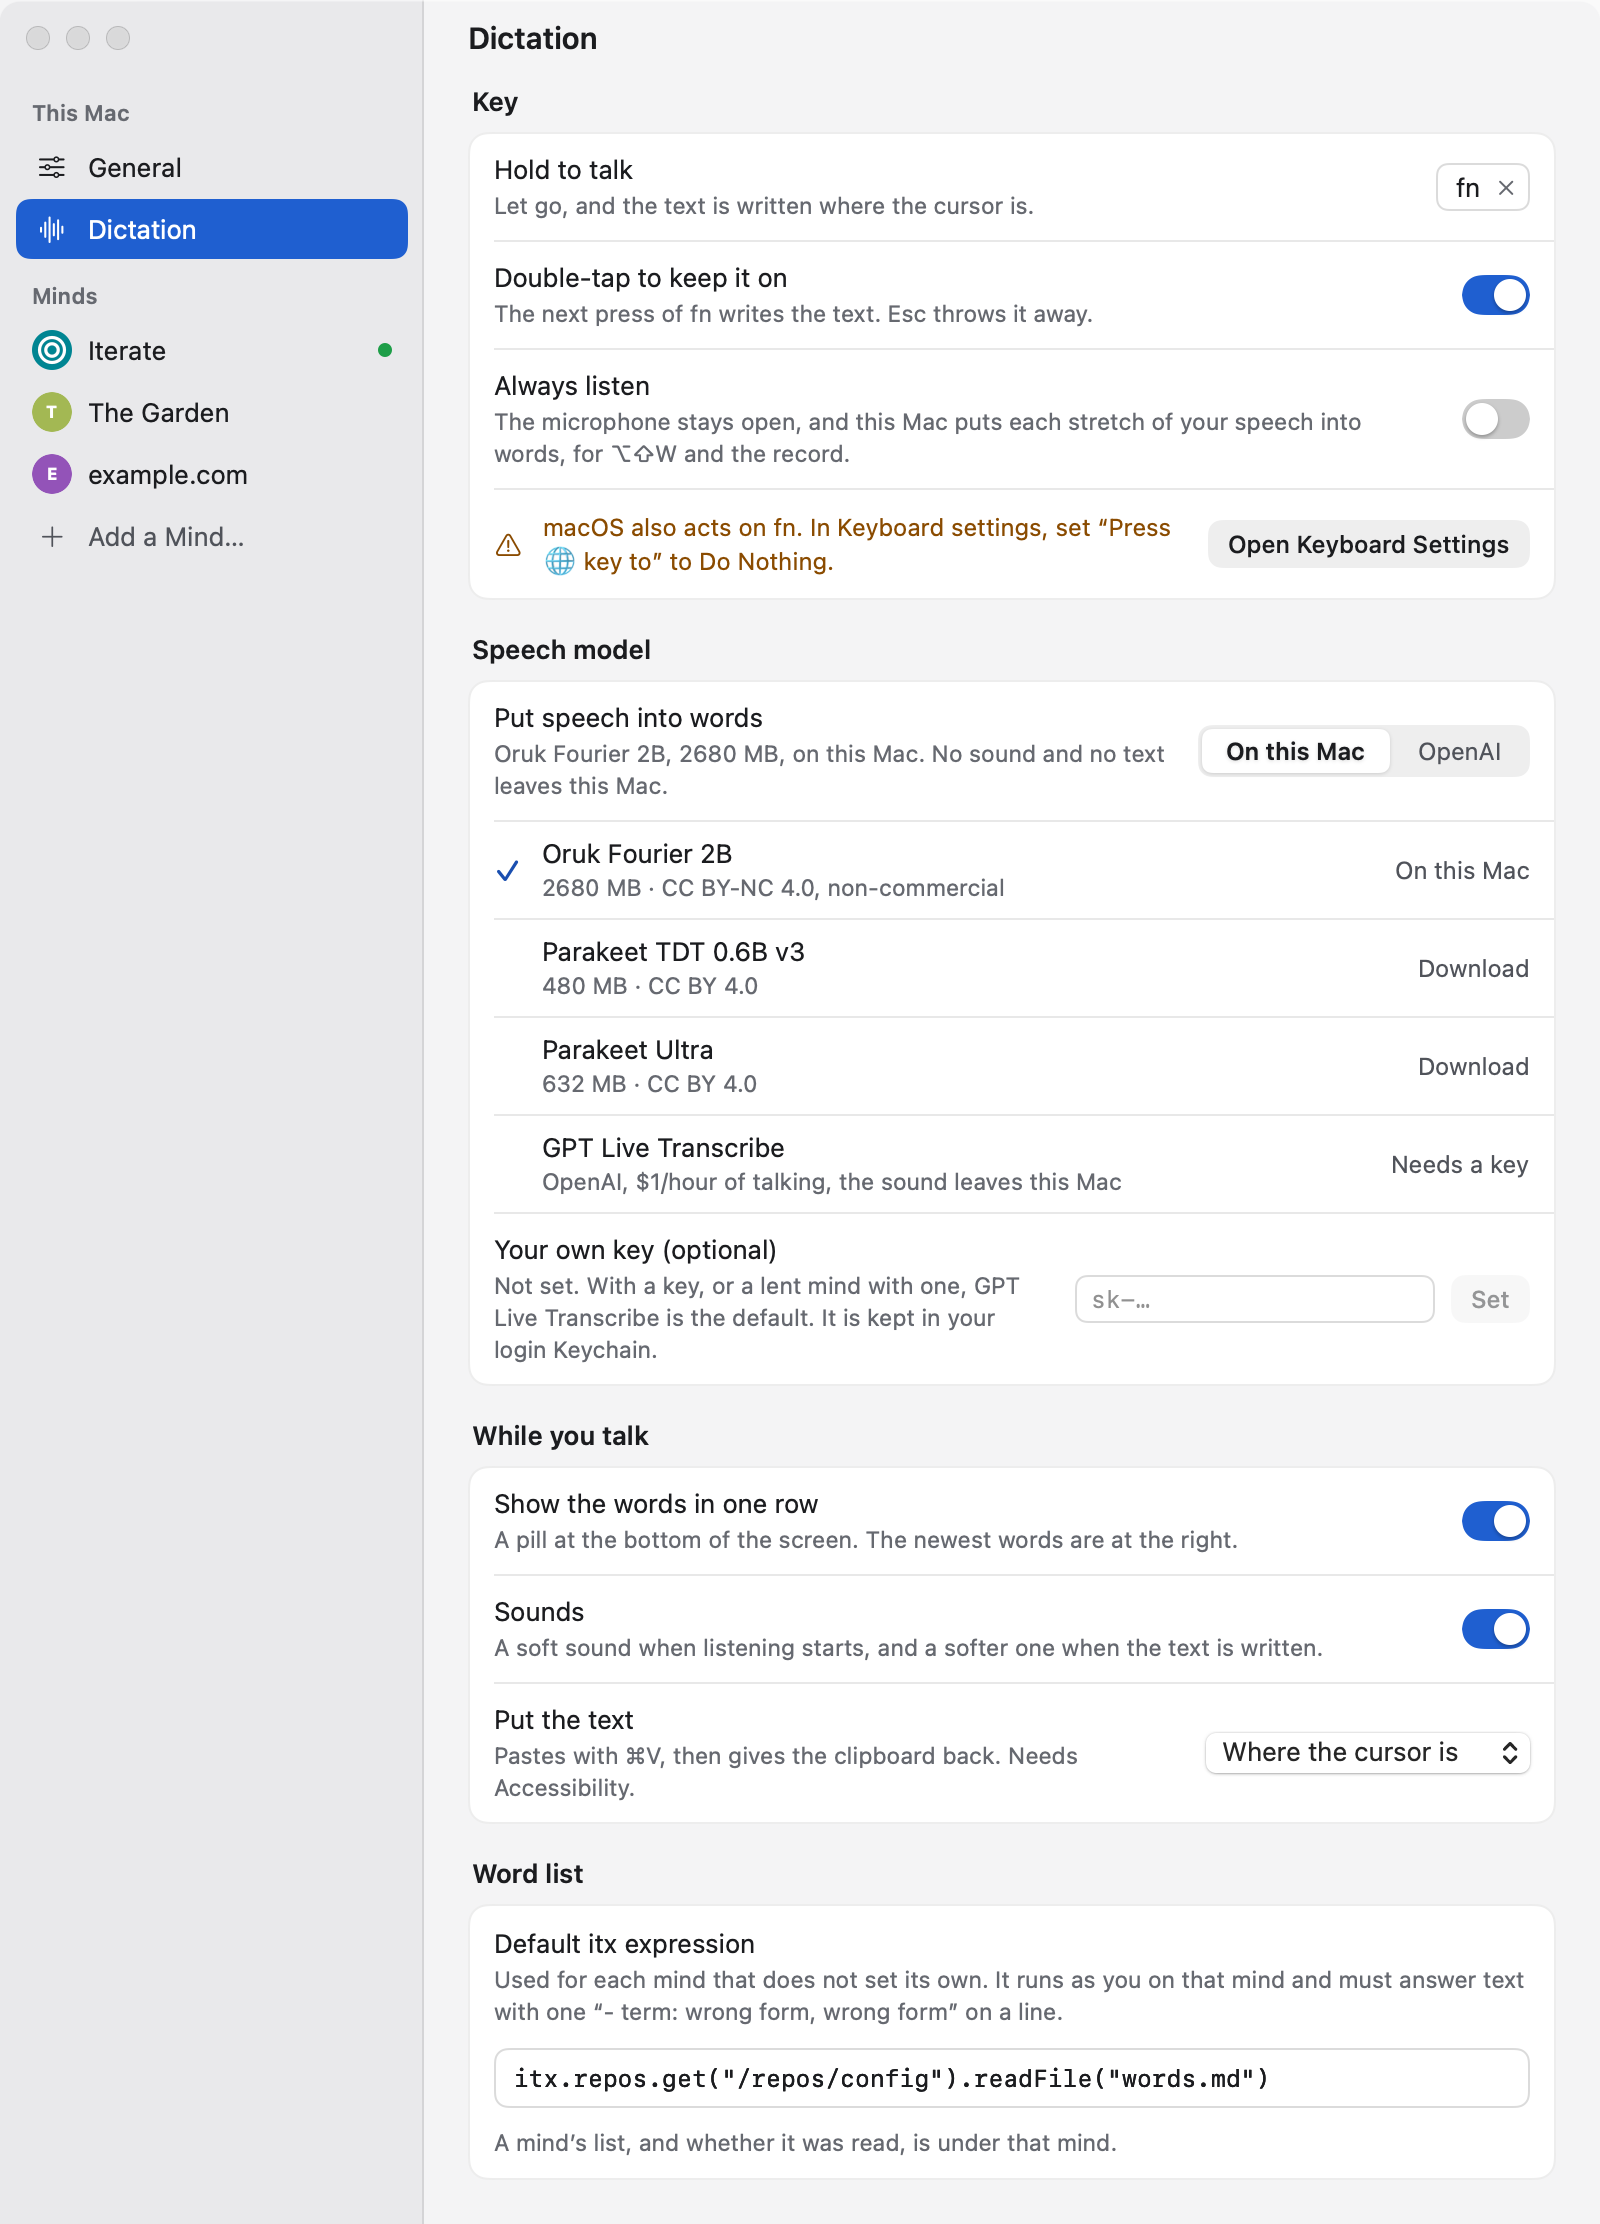 This Mac
General
Dictation
Minds
Iterate
T
The Garden
E
example.com
Add a Mind…
Dictation
Key
Hold to talk
Let go, and the text is written where the cursor is.
fn
Double-tap to keep it on
The next press of fn writes the text. Esc throws it away.
Always listen
The microphone stays open, and this Mac puts each stretch of your speech into
words, for ⌥⇧W and the record.
macOS also acts on fn. In Keyboard settings, set “Press
🌐 key to” to Do Nothing.
Open Keyboard Settings
Speech model
Put speech into words
Oruk Fourier 2B, 2680 MB, on this Mac. No sound and no text
leaves this Mac.
On this Mac
OpenAI
Oruk Fourier 2B
2680 MB · CC BY-NC 4.0, non-commercial
On this Mac
Parakeet TDT 0.6B v3
480 MB · CC BY 4.0
Download
Parakeet Ultra
632 MB · CC BY 4.0
Download
GPT Live Transcribe
OpenAI, $1/hour of talking, the sound leaves this Mac
Needs a key
Your own key (optional)
Not set. With a key, or a lent mind with one, GPT
Live Transcribe is the default. It is kept in your
login Keychain.
sk-…
Set
While you talk
Show the words in one row
A pill at the bottom of the screen. The newest words are at the right.
Sounds
A soft sound when listening starts, and a softer one when the text is written.
Put the text
Pastes with ⌘V, then gives the clipboard back. Needs
Accessibility.
Where the cursor is
Word list
Default itx expression
Used for each mind that does not set its own. It runs as you on that mind and must answer text
with one “- term: wrong form, wrong form” on a line.
itx.repos.get("/repos/config").readFile("words.md")
A mind’s list, and whether it was read, is under that mind.